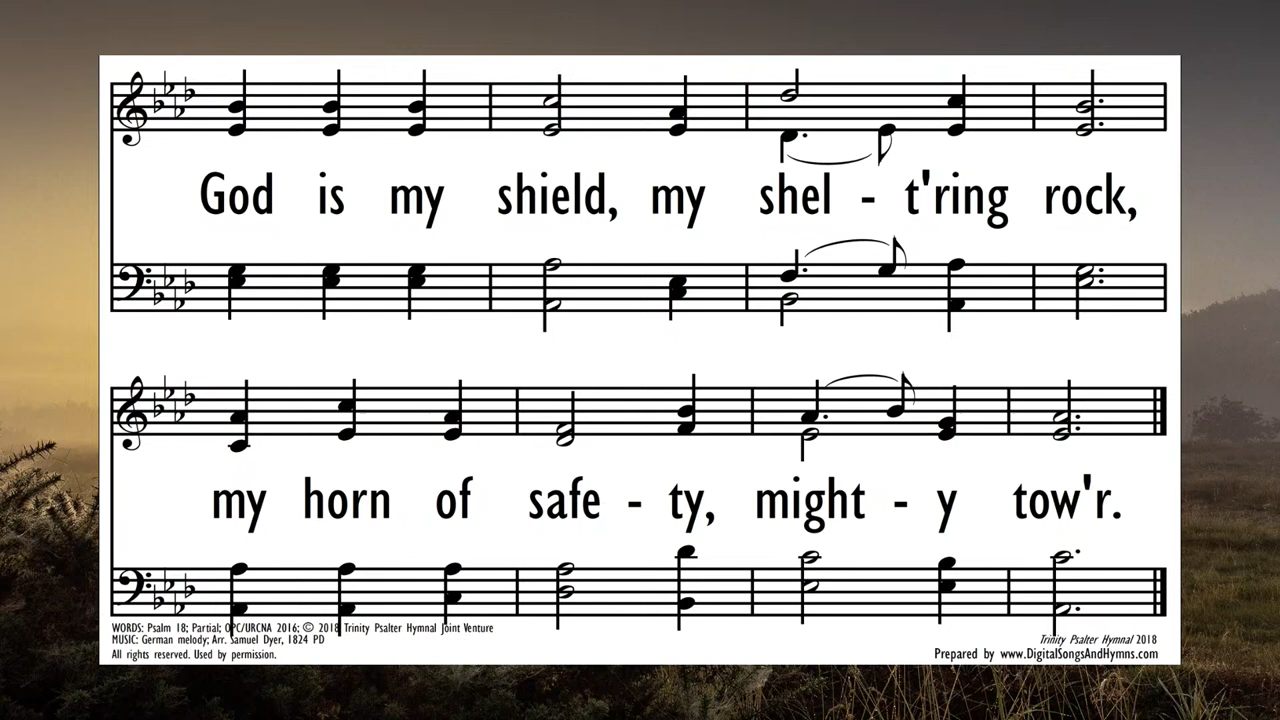 God is my shield, my shel - t'ring rock,
my horn of safe - ty, might - y tow'r.
WORDS: Psalm 18; Partial; OPC/URCNA 2016; © 2018 Trinity Psalter Hymnal Joint Venture
MUSIC: German melody; Arr. Samuel Dyer, 1824 PD
All rights reserved. Used by permission.
Trinity Psalter Hymnal 2018
Prepared by www.DigitalSongsAndHymns.com